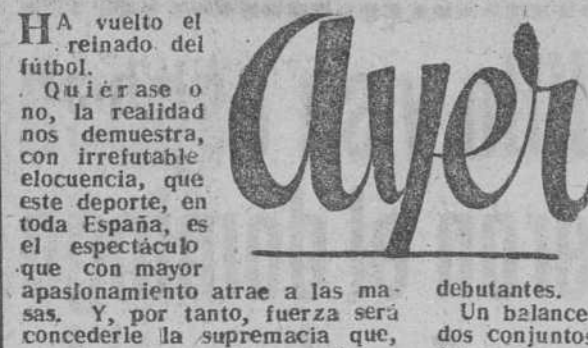 HA vuelto el
reinado del
fútbol.
Quiérase o
no, la realidad
nos demuestra,
con irrefutable
elocuencia, que
este deporte, en
toda España, es
el espectáculo
que con mayor
apasionamiento atrae a las ma-
sas. Y, por tanto, fuerza será
concederle la supremacia que,
Ayer
debutantes.
Un balance
dos conjunto